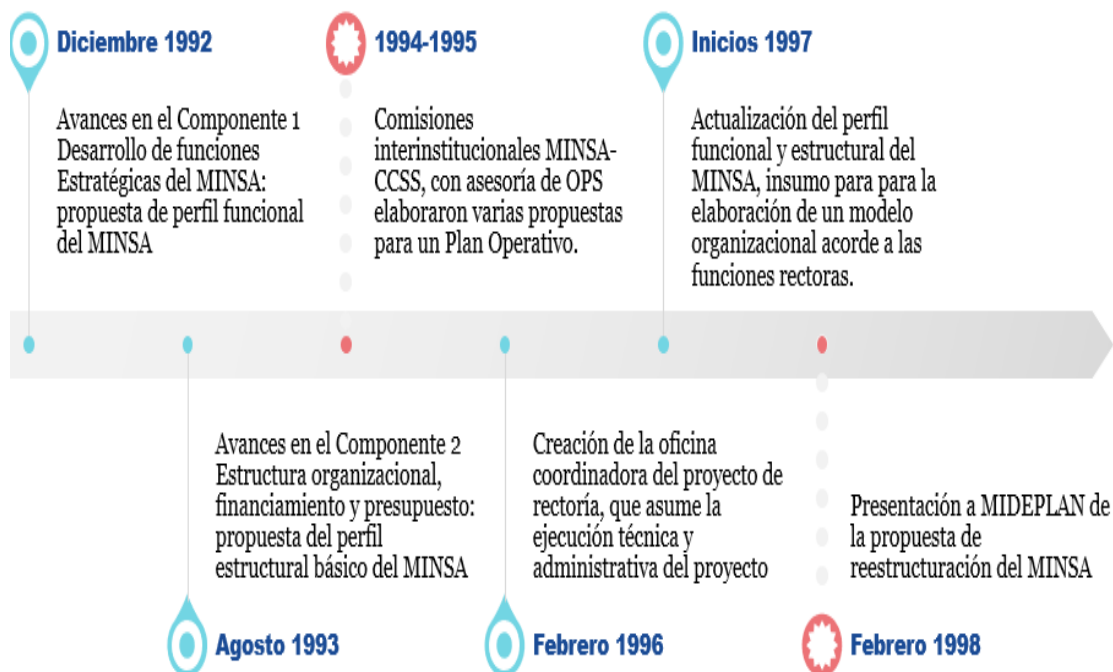 Diciembre 1992
Avances en el Componente 1
Desarrollo de funciones
Estratégicas del MINSA:
propuesta de perfil funcional
del MINSA
1994-1995
Comisiones
interinstitucionales MINSA-
CCSS, con asesoría de OPS
elaboraron varias propuestas
para un Plan Operativo.
Inicios 1997
Actualización del perfil
funcional y estructural del
MINSA, insumo para para la
elaboración de un modelo
organizacional acorde a las
funciones rectoras.
Avances en el Componente 2
Estructura organizacional,
financiamiento y presupuesto:
propuesta del perfil
estructural básico del MINSA
Agosto 1993
Creación de la oficina
coordinadora del proyecto de
rectoría, que asume la
ejecución técnica y
administrativa del proyecto
Febrero 1996
Presentación a MIDEPLAN de
la propuesta de
reestructuración del MINSA
Febrero 1998